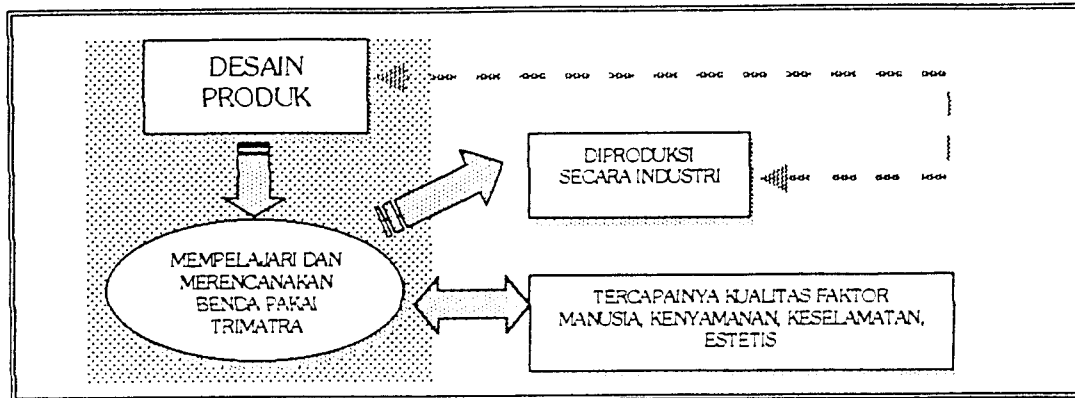 DESAIN
PRODUK
DIPRODUKSI
SECARA INDUSTRI
MEMPELAJARI DAN
MERENCANAKAN
BENDA PAKAI
TRIMATRA
TERCAPAINYA KUALITAS FAKTOR
MANUSIA, KENYAMANAN, KESELAMATAN,
ESTETIS